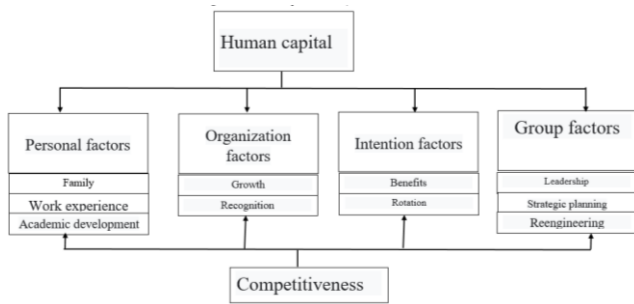 Human capital
Personal factors
Family
Work experience
Academic development
Organization
factors
Growth
Recognition
Intention factors
Benefits
Rotation
Group factors
Leadership
Strategic planning
Reengineering
Competitiveness